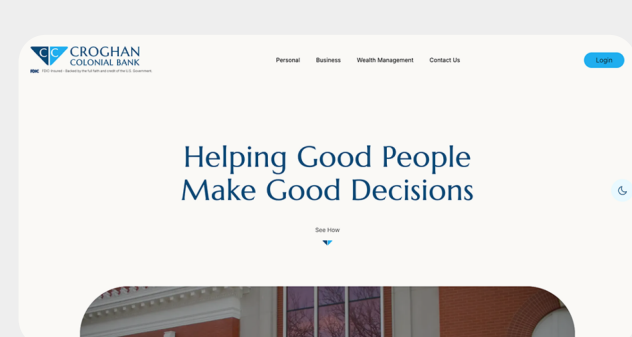 CROGHAN
COLONIAL BANK
FDIC FDIC-Insured - Backed by the full faith and credit of the U.S. Government
Personal Business Wealth Management Contact Us
Login
Helping Good People
Make Good Decisions
See How